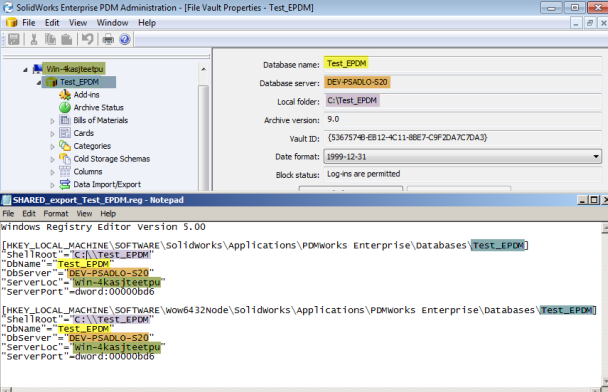 SolidWorks Enterprise PDM Administration - [File Vault Properties - Test_EPDM]
File Edit View Window Help
Win-4kasjteetpu
Test_EPDM
Add-ins
Archive Status
Bills of Materials
Cards
Categories
Cold Storage Schemas
Columns
Data Import/Export
Database name: Test_EPDM
Database server: DEV-PSADLO-S20
Local folder: C:\Test_EPDM
Archive version: 9.0
Vault ID: {5367574B-EB12-4C11-8BE7-C9F2DA7C7DA3}
Date format: 1999-12-31
Block status: Log-ins are permitted
SHARED_export_Test_EPDM.reg - Notepad
File Edit Format View Help
Windows Registry Editor Version 5.00
[HKEY_LOCAL_MACHINE\SOFTWARE\SolidWorks\Applications\PDMWorks Enterprise\Databases\Test_EPDM]
"ShellRoot"="C:\\Test_EPDM"
"DbName"="Test_EPDM"
"DbServer"="DEV-PSADLO-S20"
"ServerLoc"="Win-4kasjteetpu"
"ServerPort"=dword:00000bd6
[HKEY_LOCAL_MACHINE\SOFTWARE\Wow6432Node\SolidWorks\Applications\PDMWorks Enterprise\Databases\Test_EPDM]
"ShellRoot"="C:\\Test_EPDM"
"DbName"="Test_EPDM"
"DbServer"="DEV-PSADLO-S20"
"ServerLoc"="Win-4kasjteetpu"
"ServerPort"=dword:00000bd6